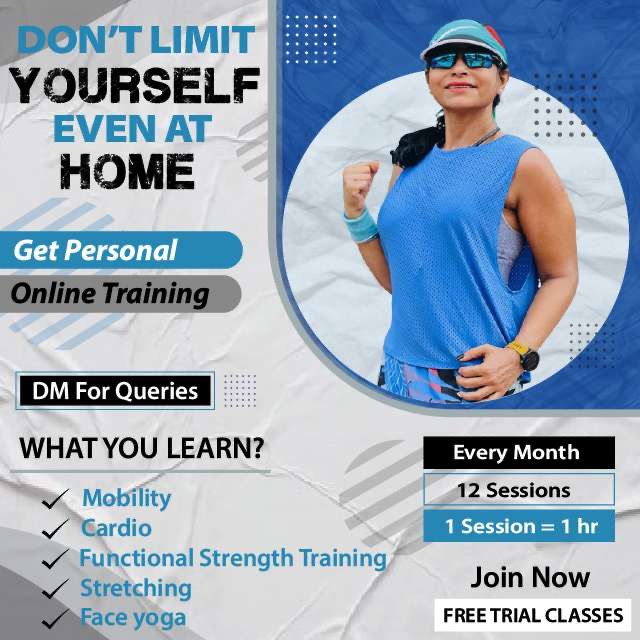 DON'T LIMIT
YOURSELF
EVEN AT
HOME
Get Personal
Online Training
DM For Queries
WHAT YOU LEARN?
Mobility
Cardio
Functional Strength Training
Stretching
Face yoga
Every Month
12 Sessions
1 Session = 1 hr
Join Now
FREE TRIAL CLASSES